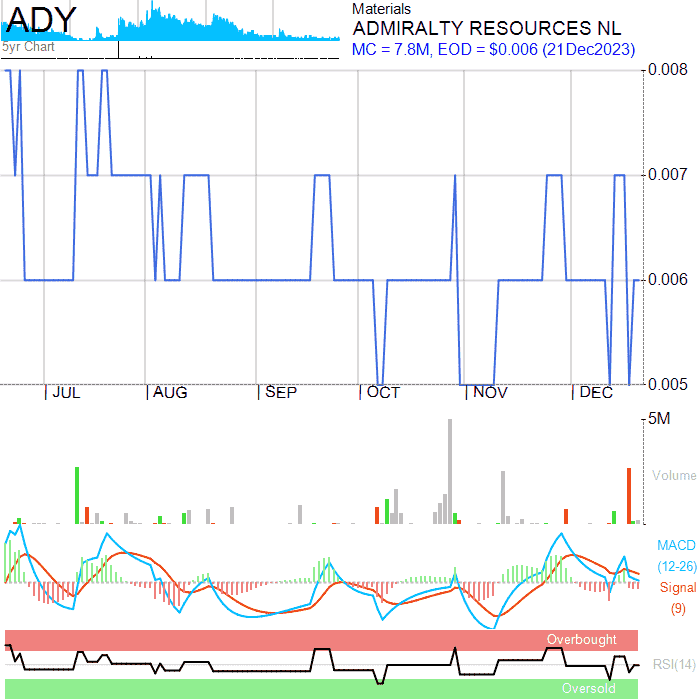 ADY
5yr Chart
Materials
ADMIRALTY RESOURCES NL
MC = 7.8M, EOD = $0.006 (21Dec2023)
0.008
0.007
0.006
0.005
JUL AUG SEP OCT NOV DEC
5M
Volume
MACD
(12-26)
Signal
(9)
Overbought
RSI(14)
Oversold